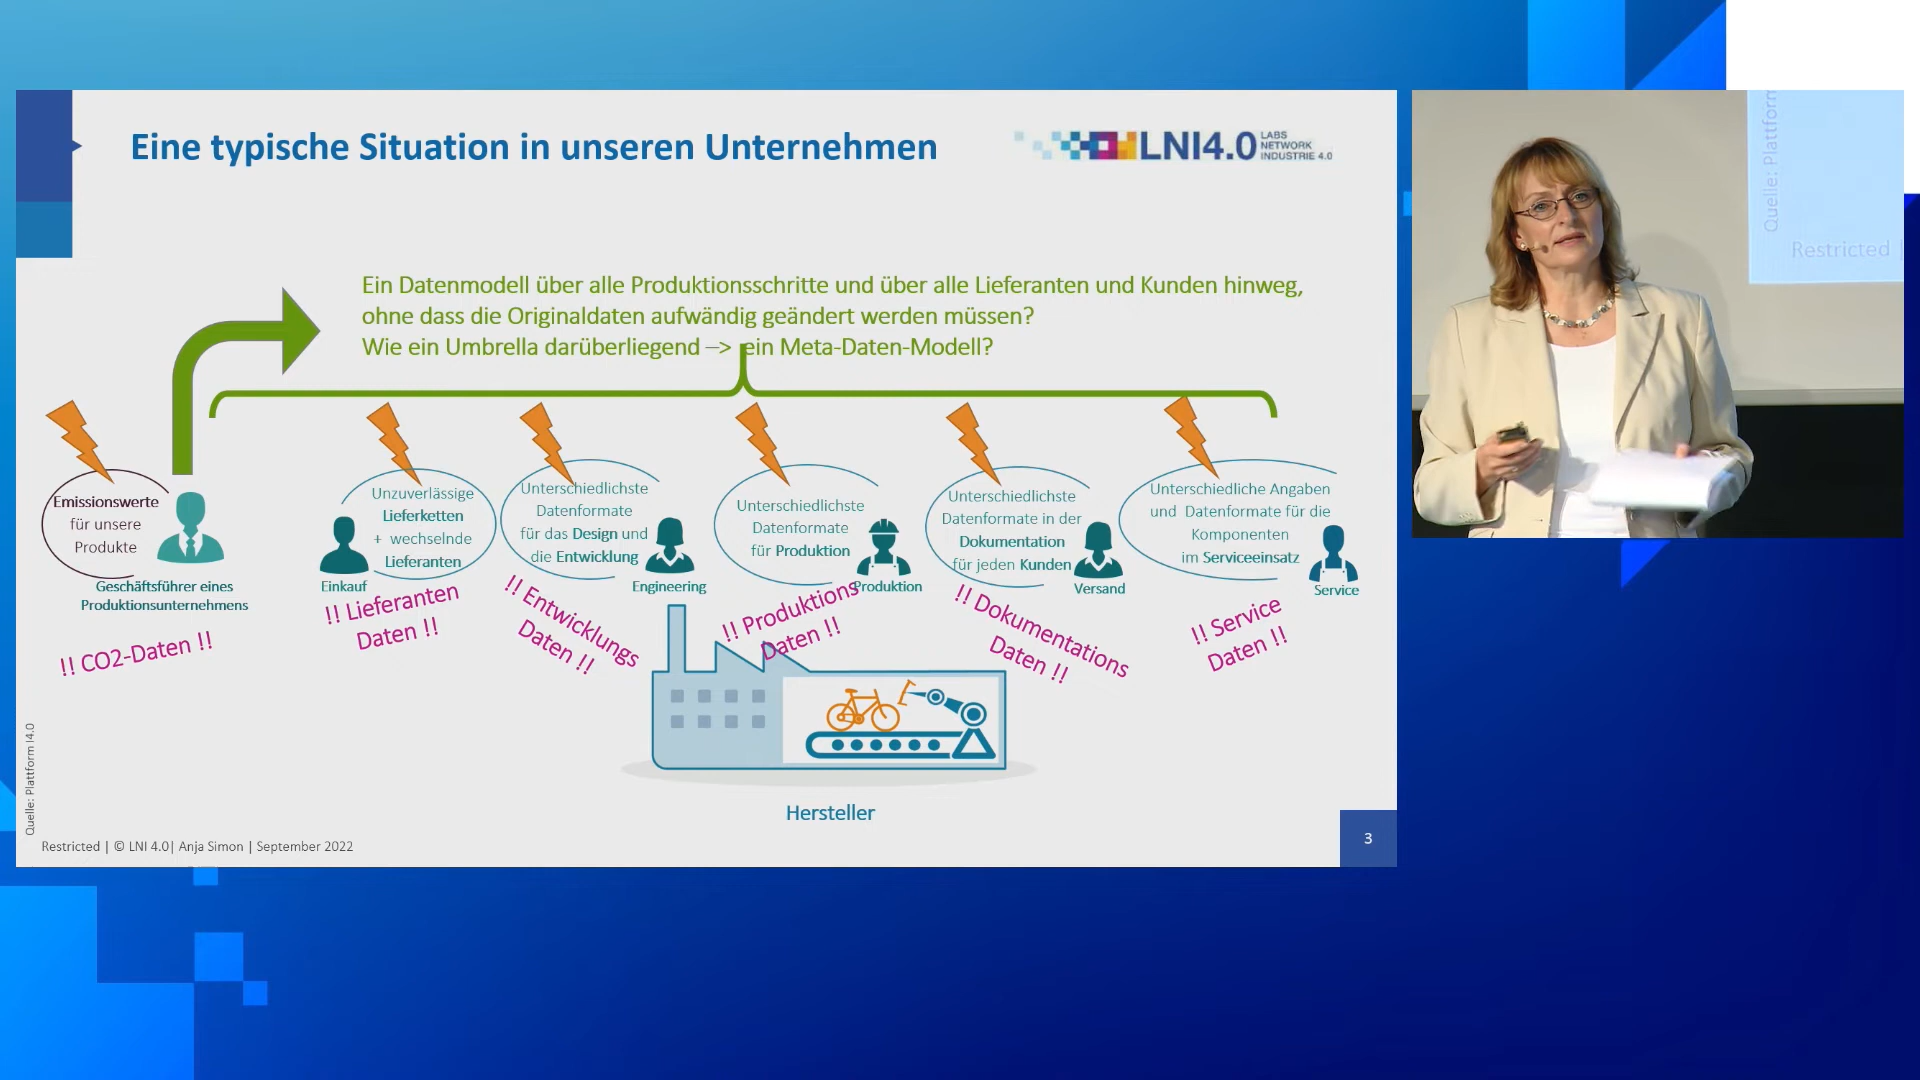 Eine typische Situation in unseren Unternehmen
LNI4.0
LABS
NETWORK
INDUSTRIE 4.0
Ein Datenmodell über alle Produktionsschritte und über alle Lieferanten und Kunden hinweg,
ohne dass die Originaldaten aufwändig geändert werden müssen?
Wie ein Umbrella darüberliegend –> ein Meta-Daten-Modell?
Emissionswerte
für unsere
Produkte
Geschäftsführer eines
Produktionsunternehmens
!! CO2-Daten !!
Unzuverlässige
Lieferketten
+ wechselnde
Lieferanten
Einkauf
!! Lieferanten
Daten !!
Unterschiedlichste
Datenformate
für das Design und
die Entwicklung
Engineering
!! Entwicklungs
Daten !!
Unterschiedlichste
Datenformate
für Produktion
Produktion
!! Produktions
Daten !!
Unterschiedlichste
Datenformate in der
Dokumentation
für jeden Kunden
Versand
!! Dokumentations
Daten !!
Unterschiedliche Angaben
und Datenformate für die
Komponenten
im Serviceeinsatz
Service
!! Service
Daten !!
Hersteller
Quelle: Plattform I4.0
Restricted | © LNI 4.0| Anja Simon | September 2022
3
Quelle: Plattform
Restricted |